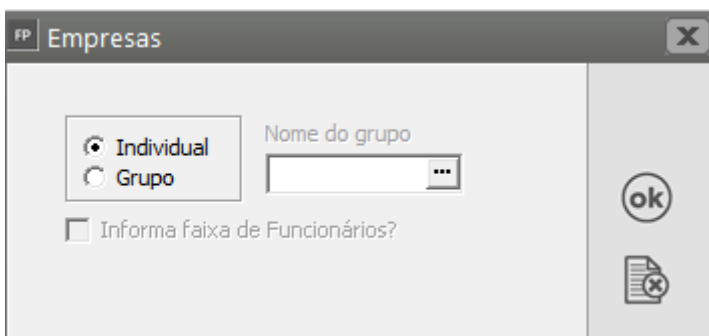 FP Empresas
Individual
Nome do grupo
Grupo
...
Informa faixa de Funcionários?
ok